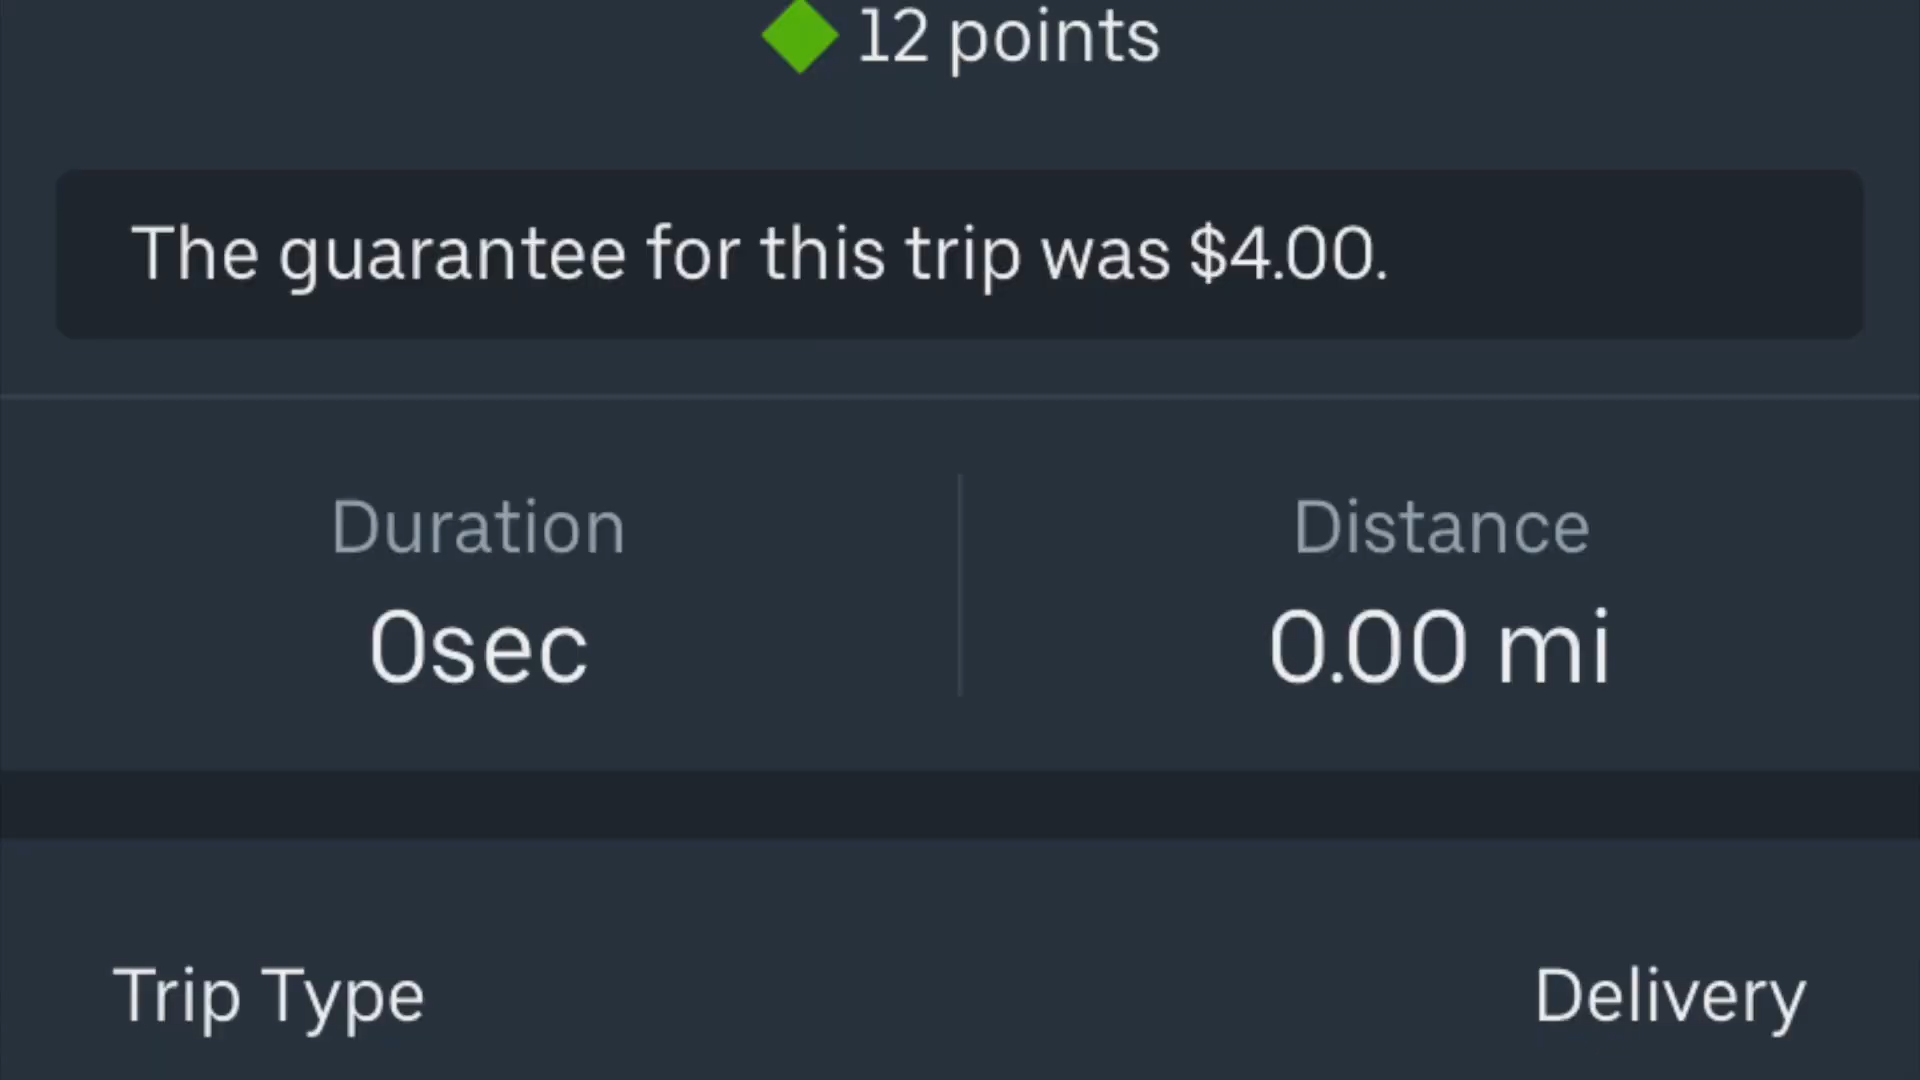 12 points
The guarantee for this trip was $4.00.
Duration
0sec
Distance
0.00 mi
Trip Type
Delivery